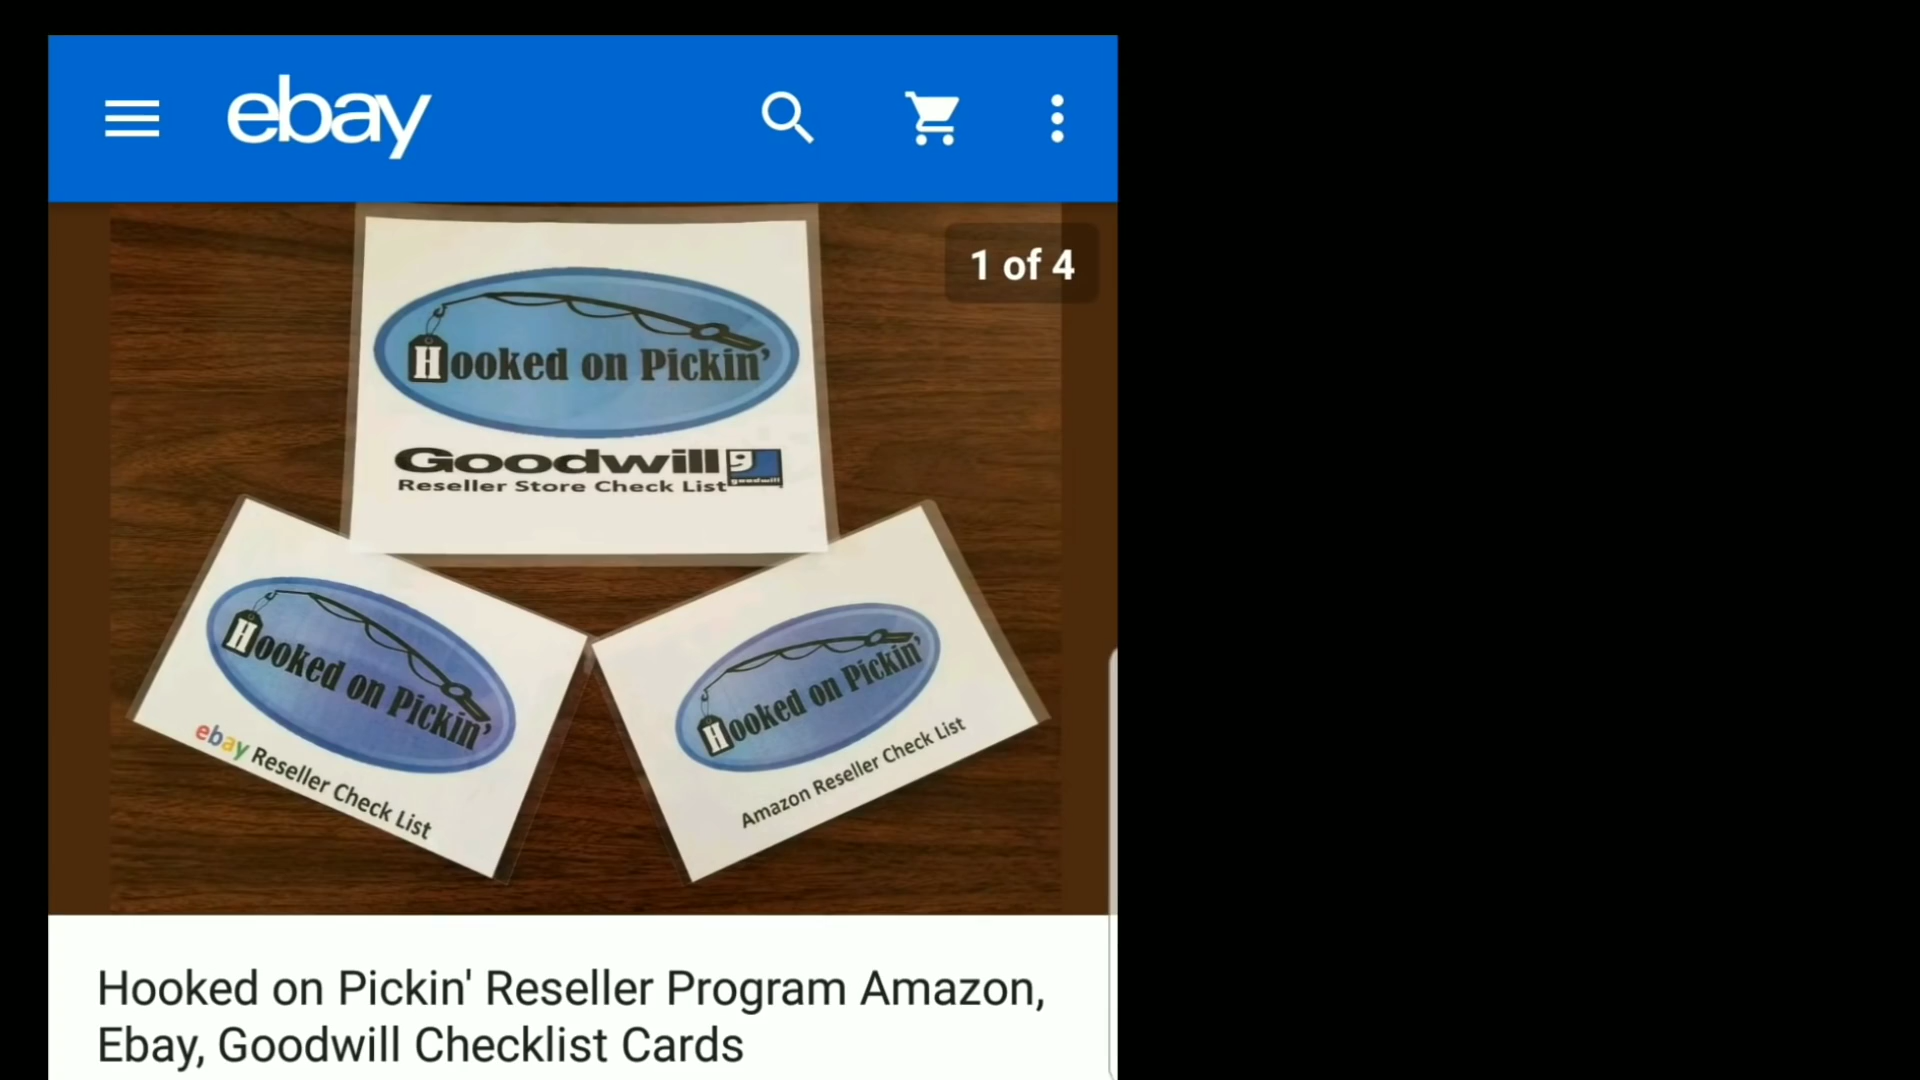 ebay
1 of 4
Hooked on Pickin'
Goodwill
goodwill
Reseller Store Check List
Hooked on Pickin'
ebay Reseller Check List
Hooked on Pickin'
Amazon Reseller Check List
Hooked on Pickin' Reseller Program Amazon,
Ebay, Goodwill Checklist Cards